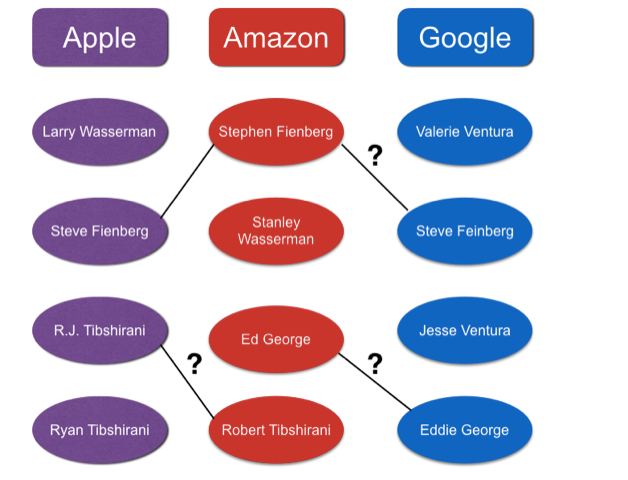 Apple
Amazon
Google
Larry Wasserman
Stephen Fienberg
Valerie Ventura
?
Steve Fienberg
Stanley
Wasserman
Steve Feinberg
R.J. Tibshirani
Ed George
Jesse Ventura
?
?
Ryan Tibshirani
Robert Tibshirani
Eddie George